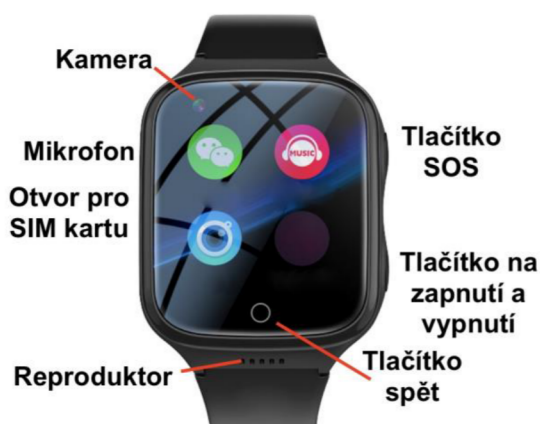 Kamera
Mikrofon
Otvor pro
SIM kartu
MUSIC
Tlačítko
SOS
Tlačítko na
zapnutí a
vypnutí
Tlačítko
spět
Reproduktor